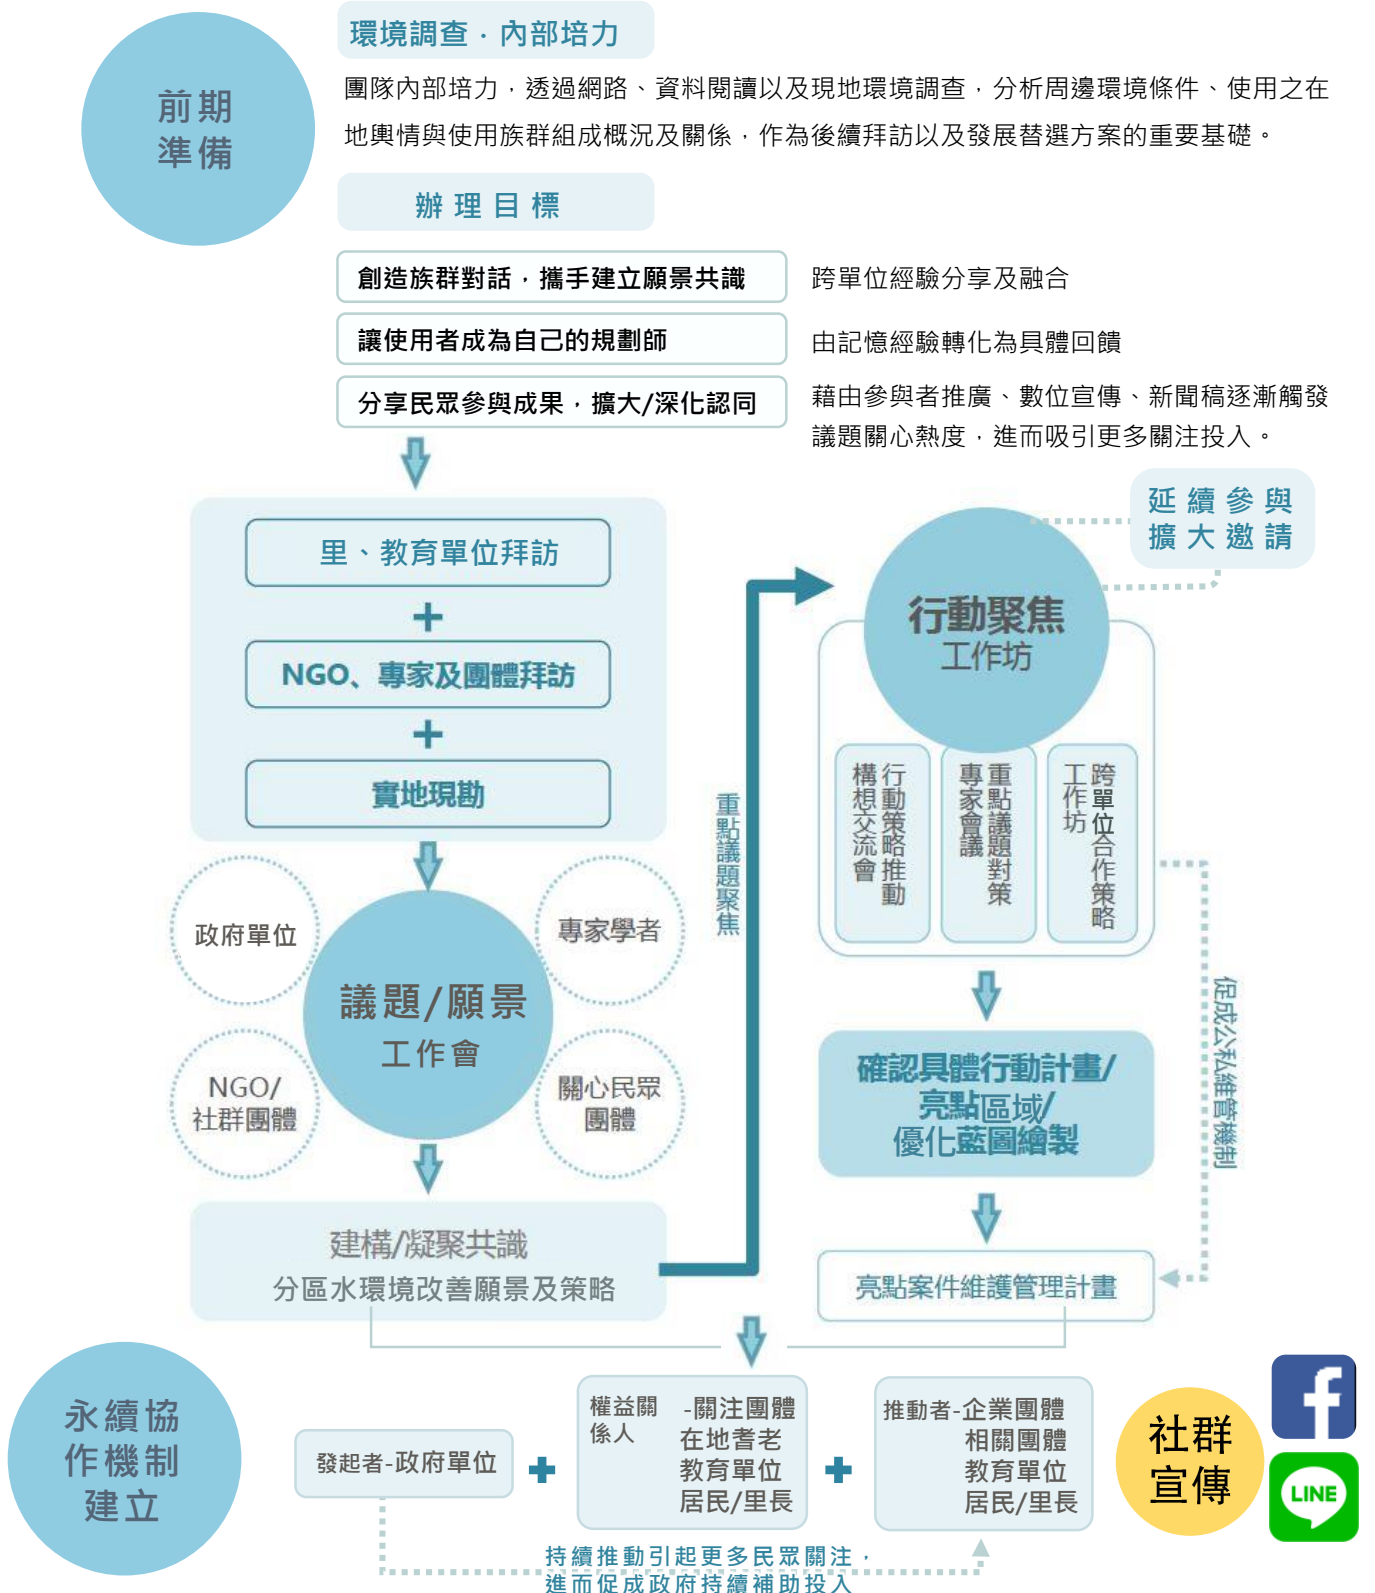 前期
準備
環境調查．內部培力
團隊內部培力，透過網路、資料閱讀以及現地環境調查，分析周邊環境條件、使用之在
地輿情與使用族群組成概況及關係，作為後續拜訪以及發展替選方案的重要基礎。
辦理目標
創造族群對話，攜手建立願景共識
跨單位經驗分享及融合
讓使用者成為自己的規劃師
由記憶經驗轉化為具體回饋
分享民眾參與成果，擴大/深化認同
藉由參與者推廣、數位宣傳、新聞稿逐漸觸發
議題關心熱度，進而吸引更多關注投入。
里、教育單位拜訪
+
NGO、專家及團體拜訪
+
實地現勘
政府單位
專家學者
議題/願景
工作會
NGO/
社群團體
關心民眾
團體
建構/凝聚共識
分區水環境改善願景及策略
重點議題聚焦
延續參與
擴大邀請
行動聚焦
工作坊
行動策略推動
構想交流會
重點議題對策
專家會議
跨單位合作策略
工作坊
促成公私維管機制
確認具體行動計畫/
亮點區域/
優化藍圖繪製
亮點案件維護管理計畫
永續協
作機制
建立
發起者-政府單位
+
權益關
係人
-關注團體
在地耆老
教育單位
居民/里長
+
推動者-企業團體
相關團體
教育單位
居民/里長
社群
宣傳
f
LINE
持續推動引起更多民眾關注，
進而促成政府持續補助投入